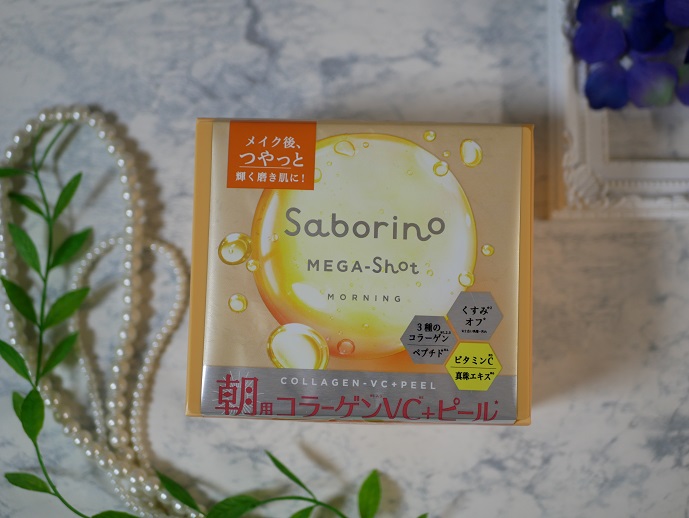 メイク後、
つやっと
輝く磨き肌に!
Saborino
MEGA-Shot
MORNING
くすみ
オフ
3種の
コラーゲン
ペプチド
ビタミンC
真珠エキス
COLLAGEN-VC+PEEL
朝用コラーゲンVC+ピール